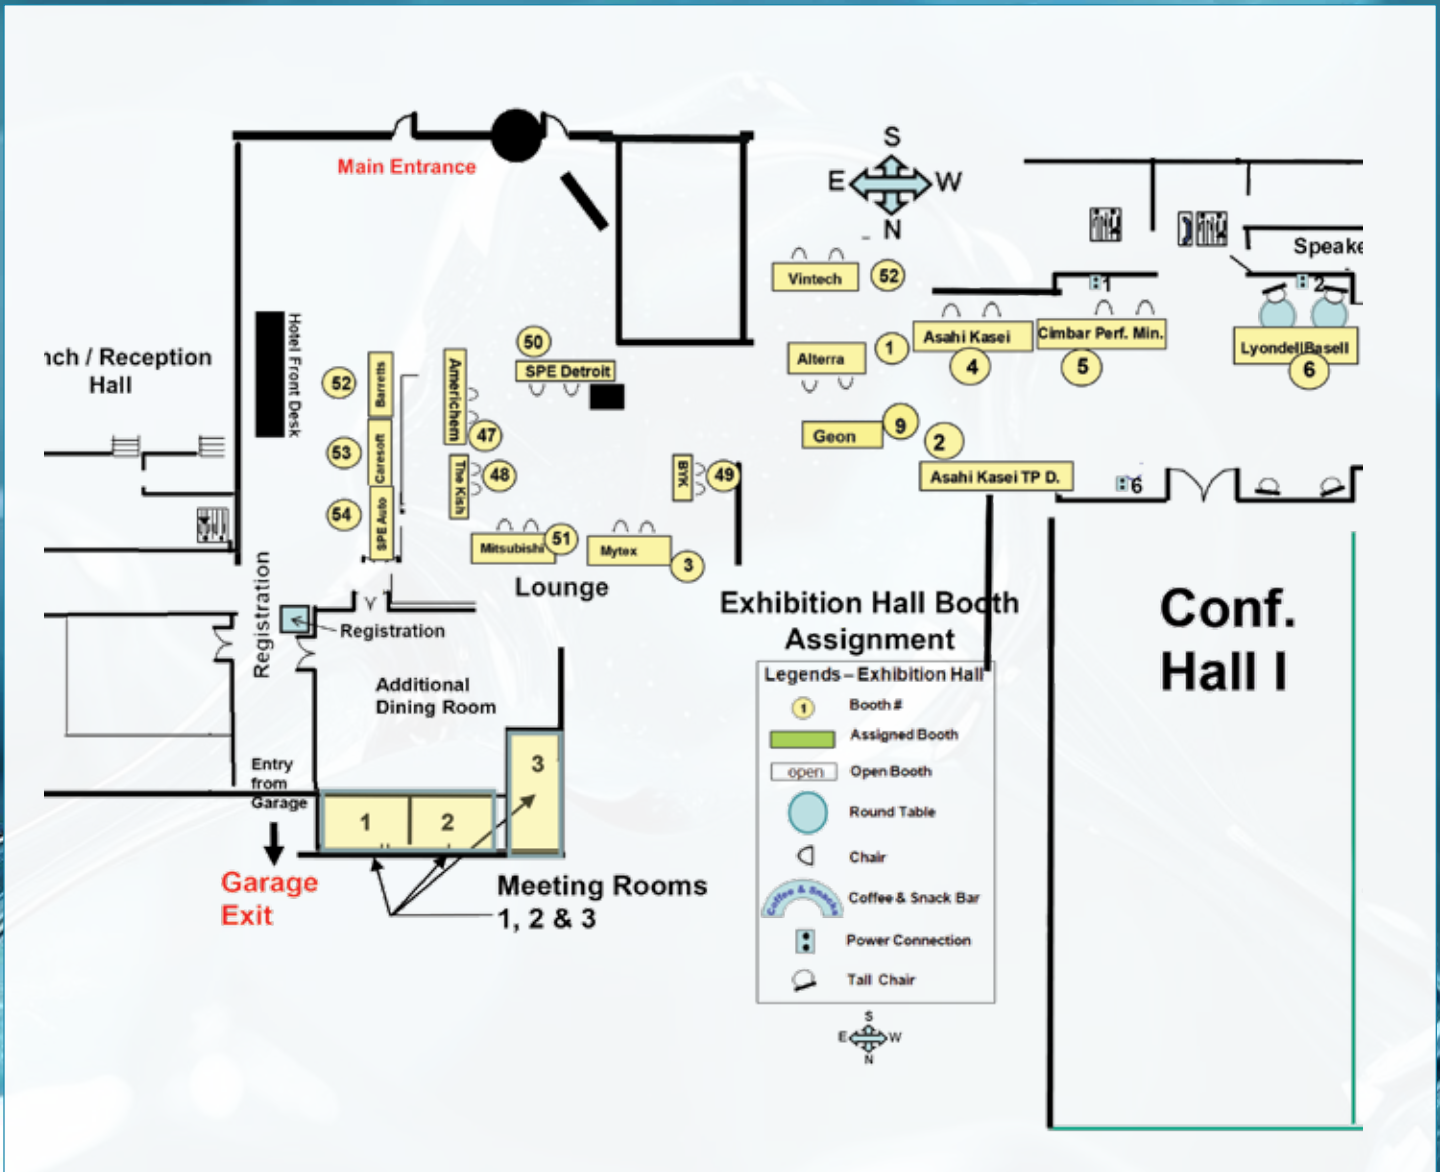 Main Entrance
S
E
W
N
Speake
Vintech
52
1
2
nch / Reception
Hall
Hotel Front Desk
50
SPE Detroit
52
Barretts
Americhem
47
53
Caresoft
The Kish
48
54
SPE Auto
BYK
49
Mitsubishi
51
Mytex
3
Lounge
Alterra
1
Asahi Kasei
4
Cimbar Perf. Min.
5
LyondellBasell
6
Geon
9
2
Asahi Kasei TP D.
6
Registration
Registration
Additional
Dining Room
Entry
from
Garage
Garage
Exit
1
2
3
Meeting Rooms
1, 2 & 3
Exhibition Hall Booth
Assignment
Legends – Exhibition Hall
1
Booth #
Assigned Booth
open
Open Booth
Round Table
Chair
Coffee & Snacks
Coffee & Snack Bar
Power Connection
Tall Chair
S
E
W
N
Conf.
Hall I